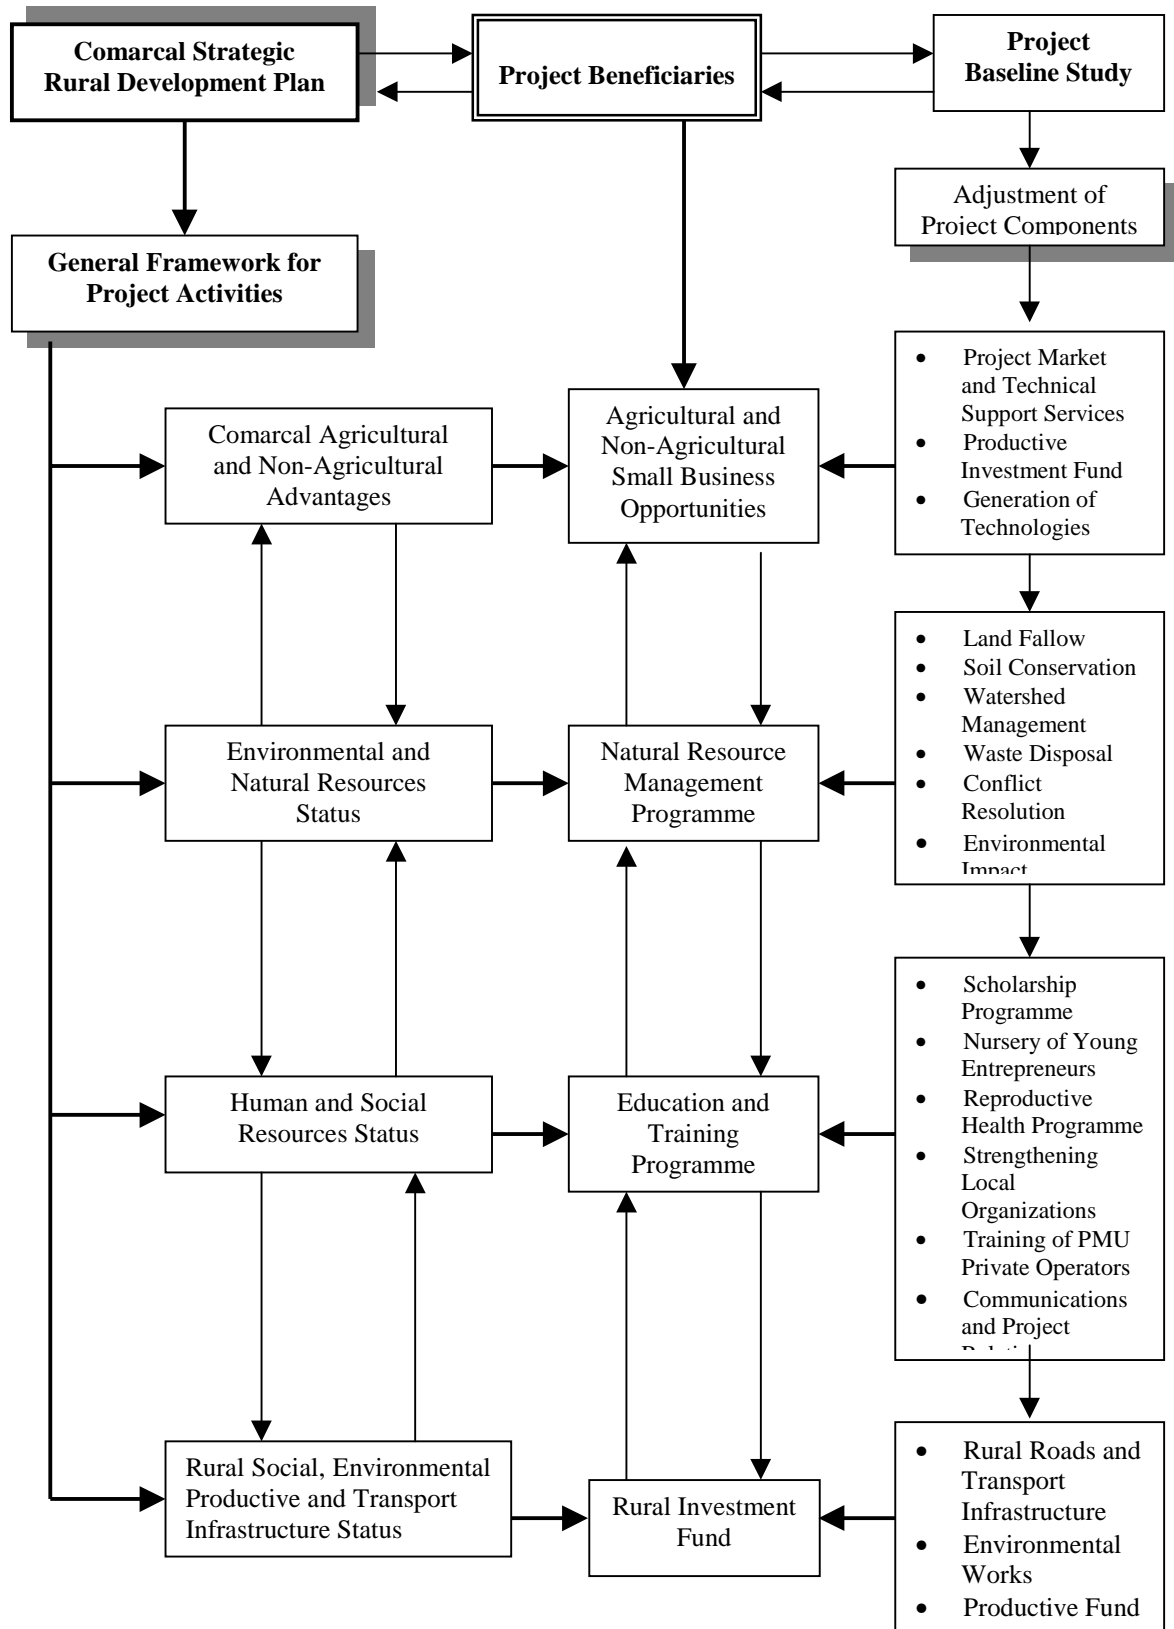 Comarcal Strategic
Rural Development Plan
Project Beneficiaries
Project
Baseline Study
Adjustment of
Project Components
General Framework for
Project Activities
• Project Market
and Technical
Support Services
• Productive
Investment Fund
• Generation of
Technologies
Comarcal Agricultural
and Non-Agricultural
Advantages
Agricultural and
Non-Agricultural
Small Business
Opportunities
• Land Fallow
• Soil Conservation
• Watershed
Management
• Waste Disposal
• Conflict
Resolution
• Environmental
Impact
Environmental and
Natural Resources
Status
Natural Resource
Management
Programme
• Scholarship
Programme
• Nursery of Young
Entrepreneurs
• Reproductive
Health Programme
• Strengthening
Local
Organizations
• Training of PMU
Private Operators
• Communications
and Project
Human and Social
Resources Status
Education and
Training
Programme
Rural Social, Environmental
Productive and Transport
Infrastructure Status
Rural Investment
Fund
• Rural Roads and
Transport
Infrastructure
• Environmental
Works
• Productive Fund